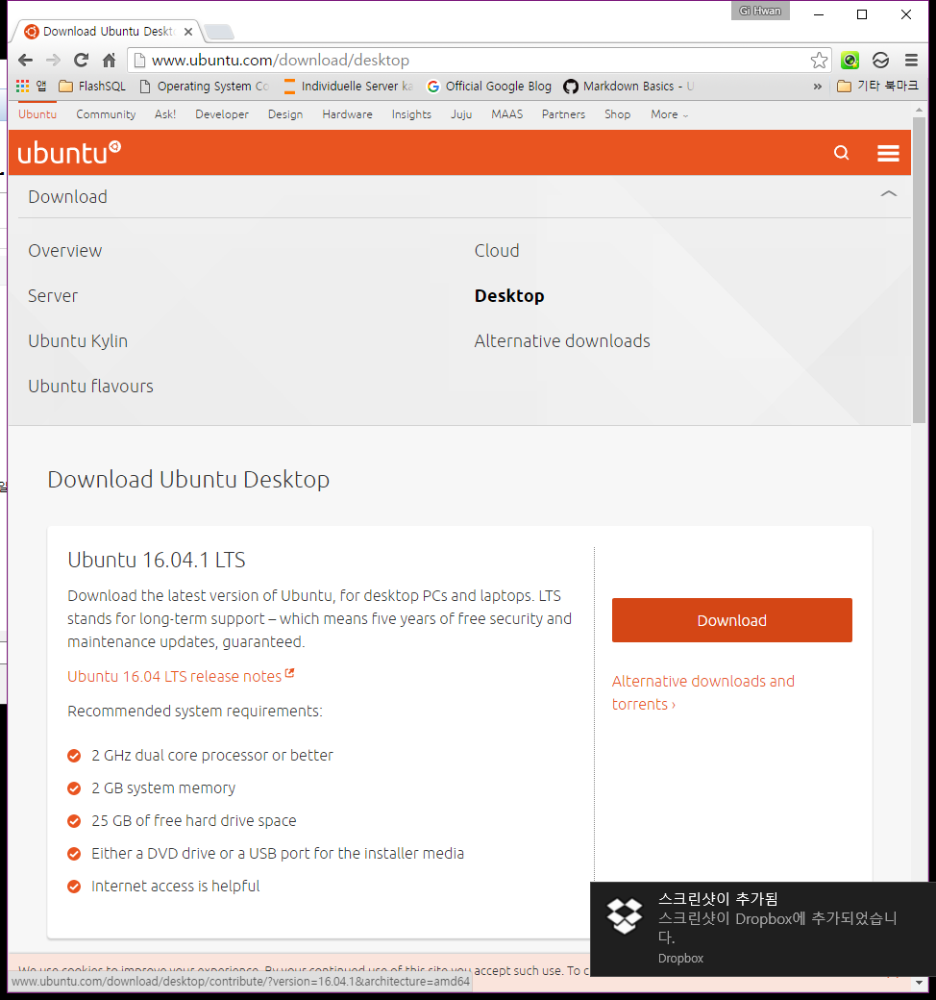 Gi Hwan
Download Ubuntu Deskt
www.ubuntu.com/download/desktop
앱 FlashSQL Operating System Co Individuelle Server ka Official Google Blog Markdown Basics - U » 기타 북마크
Ubuntu Community Ask! Developer Design Hardware Insights Juju MAAS Partners Shop More
ubuntu
Download
Overview Cloud
Server Desktop
Ubuntu Kylin Alternative downloads
Ubuntu flavours
Download Ubuntu Desktop
Ubuntu 16.04.1 LTS
Download the latest version of Ubuntu, for desktop PCs and laptops. LTS
stands for long-term support – which means five years of free security and
maintenance updates, guaranteed.
Ubuntu 16.04 LTS release notes
Recommended system requirements:
2 GHz dual core processor or better
2 GB system memory
25 GB of free hard drive space
Either a DVD drive or a USB port for the installer media
Internet access is helpful
Download
Alternative downloads and
torrents ›
스크린샷이 추가됨
스크린샷이 Dropbox에 추가되었습니
다.
Dropbox
We use cookies to improve your experience. By your continued use of this site you accept such use. To c
www.ubuntu.com/download/desktop/contribute/?version=16.04.1&architecture=amd64